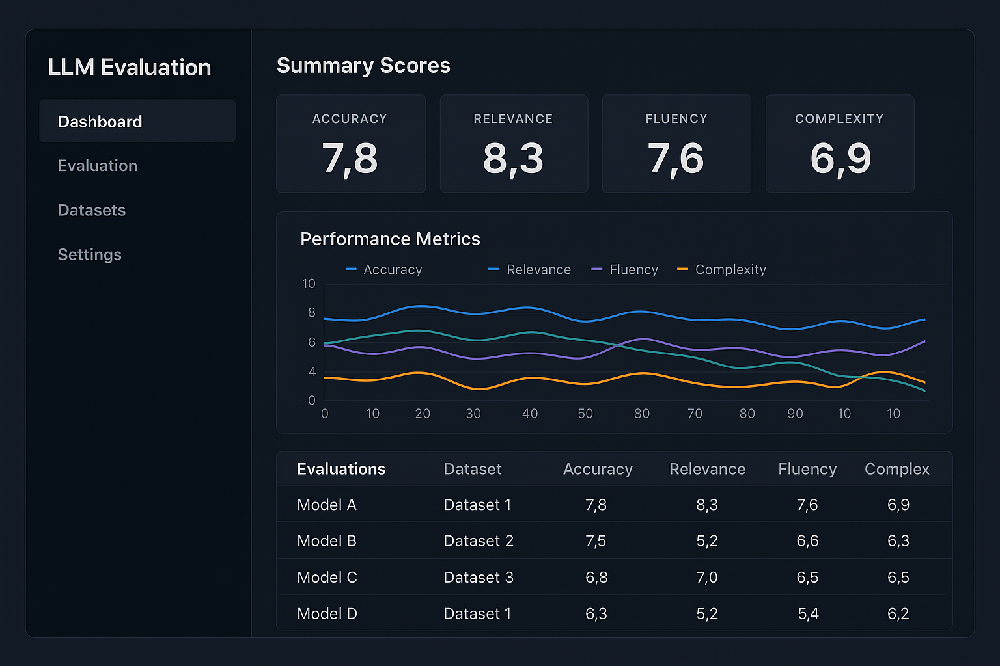 LLM Evaluation
Dashboard
Evaluation
Datasets
Settings
Summary Scores
ACCURACY
7,8
RELEVANCE
8,3
FLUENCY
7,6
COMPLEXITY
6,9
Performance Metrics
Accuracy Relevance Fluency Complexity
10
8
6
4
0
0 10 20 30 40 50 80 70 80 90 10 10
Evaluations Dataset Accuracy Relevance Fluency Complex
Model A Dataset 1 7,8 8,3 7,6 6,9
Model B Dataset 2 7,5 5,2 6,6 6,3
Model C Dataset 3 6,8 7,0 6,5 6,5
Model D Dataset 1 6,3 5,2 5,4 6,2